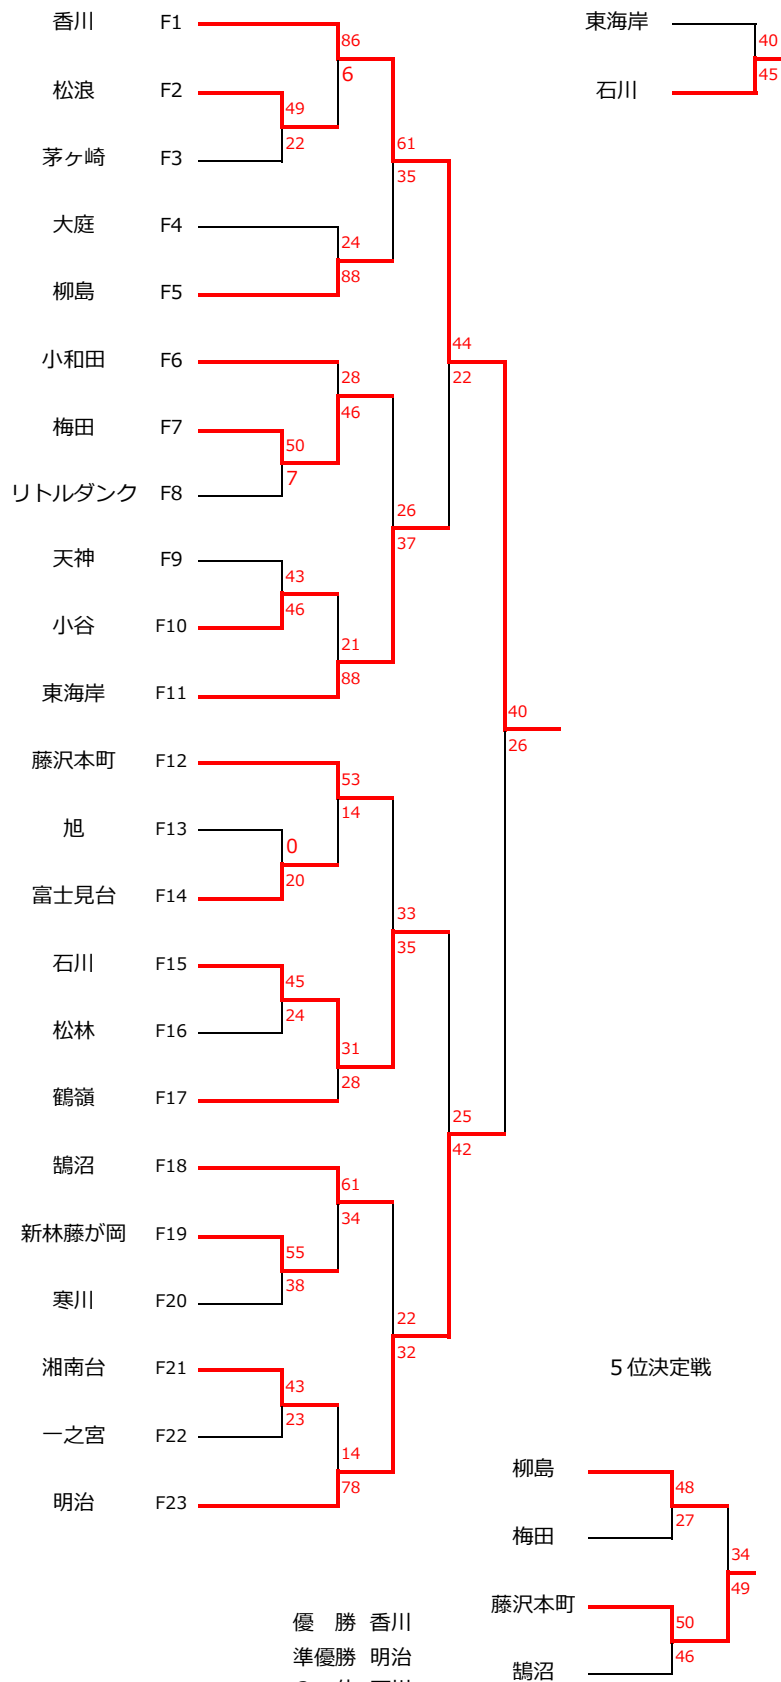 香川 F1
86
6
松浪 F2
49
22
茅ヶ崎 F3
61
35
大庭 F4
24
88
柳島 F5
44
22
小和田 F6
28
46
梅田 F7
50
7
リトルダンク F8
26
37
天神 F9
43
46
小谷 F10
21
88
東海岸 F11
40
26
藤沢本町 F12
53
14
旭 F13
0
20
富士見台 F14
33
35
石川 F15
45
24
松林 F16
31
28
鶴嶺 F17
25
42
鵠沼 F18
61
34
新林藤が岡 F19
55
38
寒川 F20
22
32
湘南台 F21
43
23
一之宮 F22
14
78
明治 F23
東海岸
40
45
石川
5位決定戦
柳島
48
27
梅田
34
49
藤沢本町
50
46
鵠沼
優 勝 香川
準優勝 明治